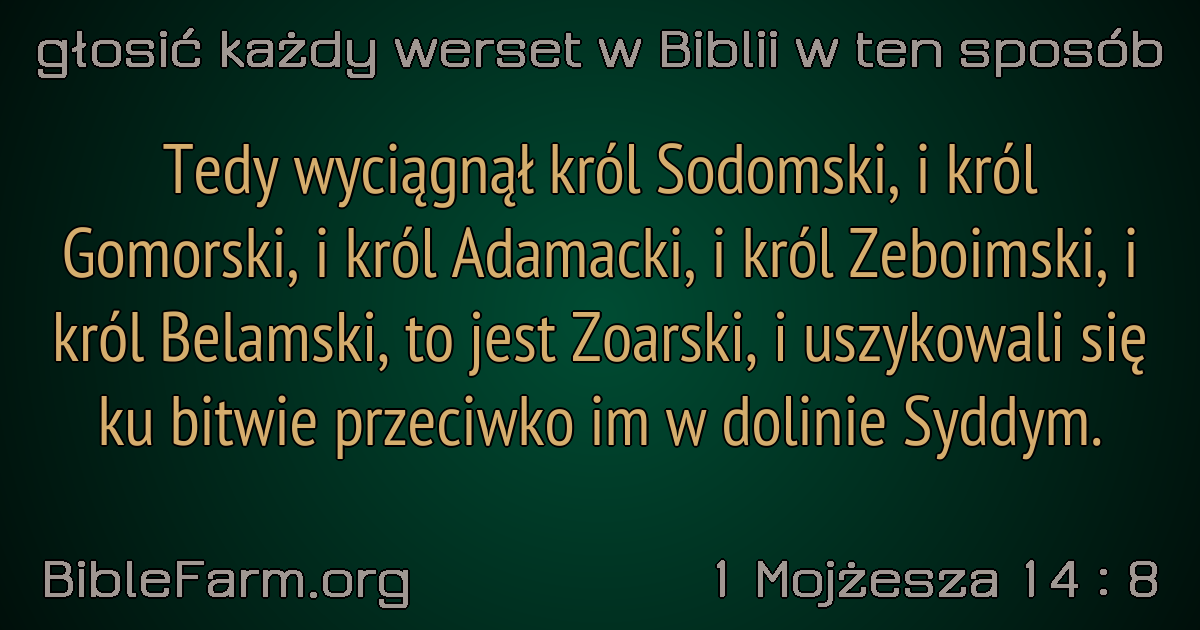 głosić każdy werset w Biblii w ten sposób
Tedy wyciągnął król Sodomski, i król
Gomorski, i król Adamacki, i król Zeboimski, i
król Belamski, to jest Zoarski, i uszykowali się
ku bitwie przeciwko im w dolinie Syddym.
BibleFarm.org
1 Mojżesza 14 : 8